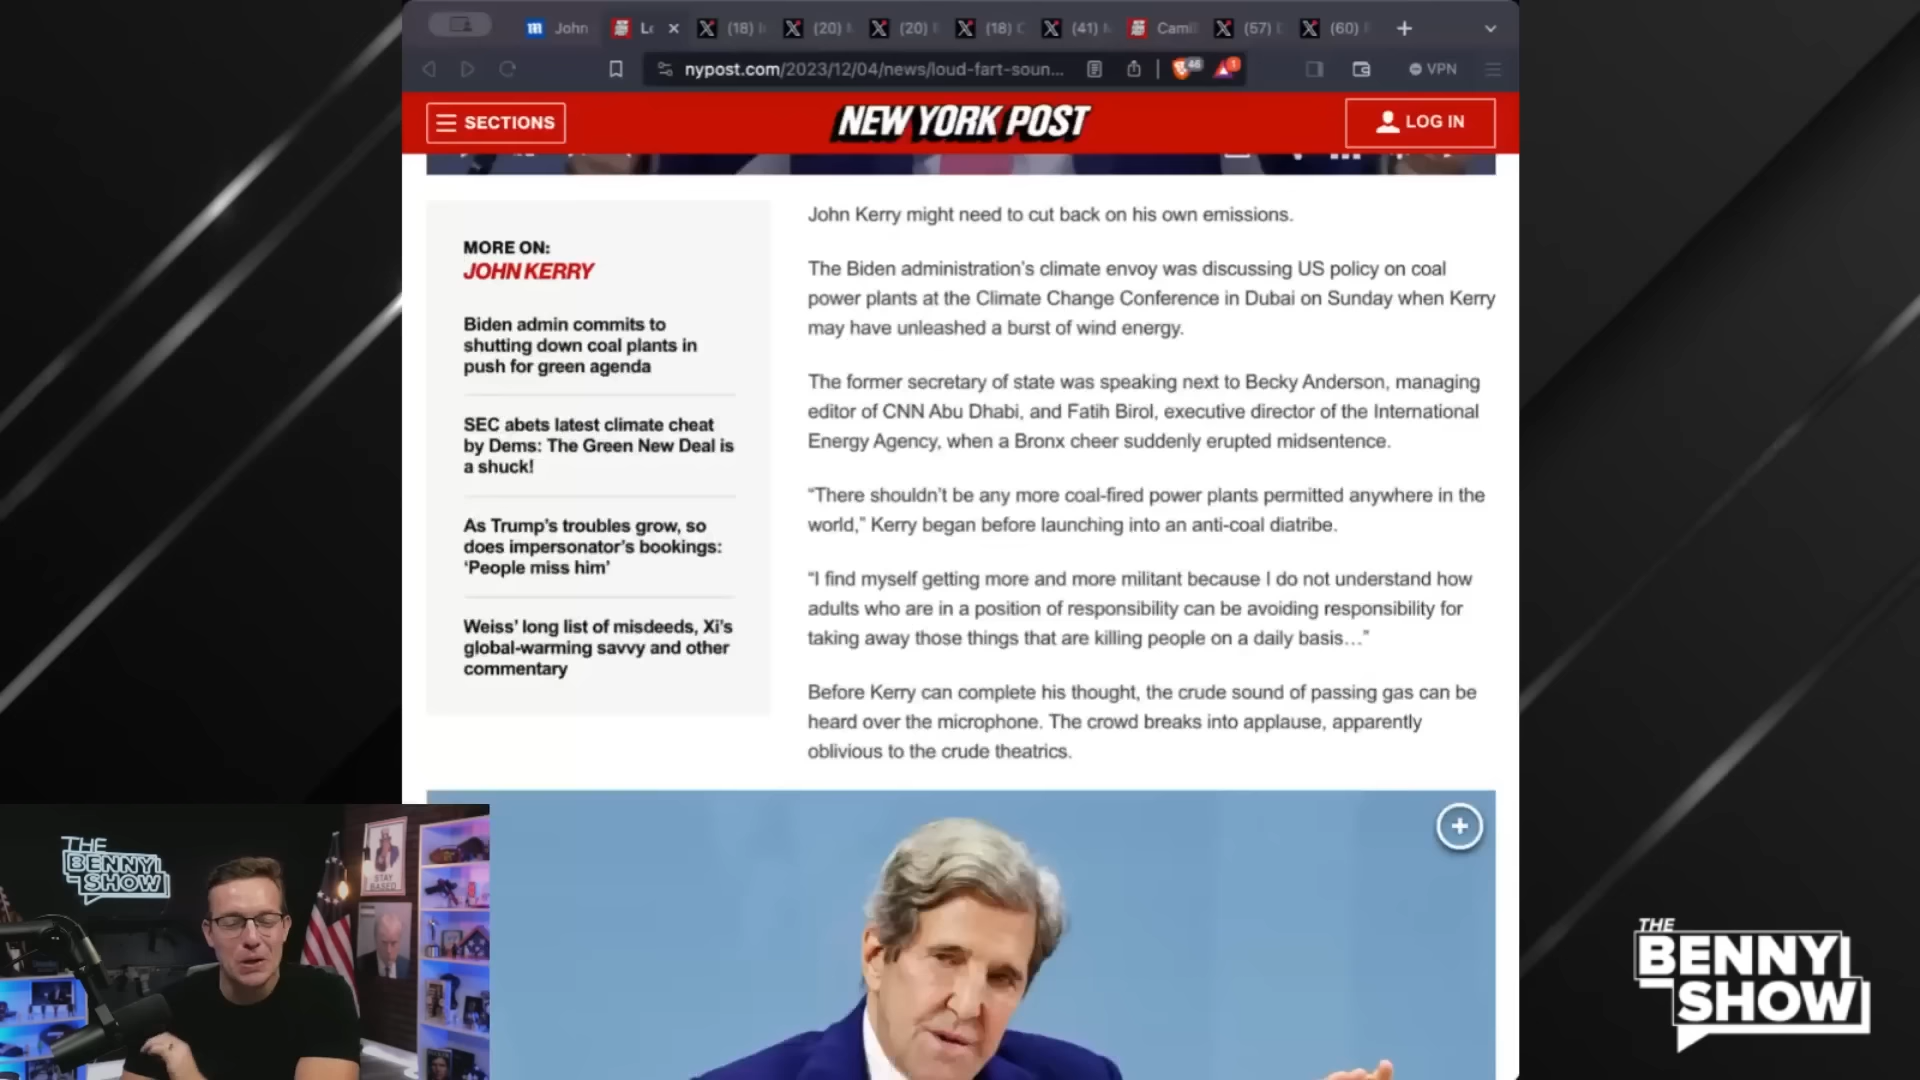 John
Lo
(18)
(20)
(20)
(18)
(41)
Camil
(57)
(60)
nypost.com/2023/12/04/news/loud-fart-soun...
46
1
VPN
SECTIONS
NEW YORK POST
LOG IN
MORE ON:
JOHN KERRY
Biden admin commits to
shutting down coal plants in
push for green agenda
SEC abets latest climate cheat
by Dems: The Green New Deal is
a shuck!
As Trump’s troubles grow, so
does impersonator’s bookings:
‘People miss him’
Weiss’ long list of misdeeds, Xi’s
global-warming savvy and other
commentary
John Kerry might need to cut back on his own emissions.
The Biden administration’s climate envoy was discussing US policy on coal
power plants at the Climate Change Conference in Dubai on Sunday when Kerry
may have unleashed a burst of wind energy.
The former secretary of state was speaking next to Becky Anderson, managing
editor of CNN Abu Dhabi, and Fatih Birol, executive director of the International
Energy Agency, when a Bronx cheer suddenly erupted midsentence.
“There shouldn’t be any more coal-fired power plants permitted anywhere in the
world,” Kerry began before launching into an anti-coal diatribe.
“I find myself getting more and more militant because I do not understand how
adults who are in a position of responsibility can be avoiding responsibility for
taking away those things that are killing people on a daily basis…”
Before Kerry can complete his thought, the crude sound of passing gas can be
heard over the microphone. The crowd breaks into applause, apparently
oblivious to the crude theatrics.
THE
BENNY
SHOW
STAY
BASED
THE
BENNY
SHOW